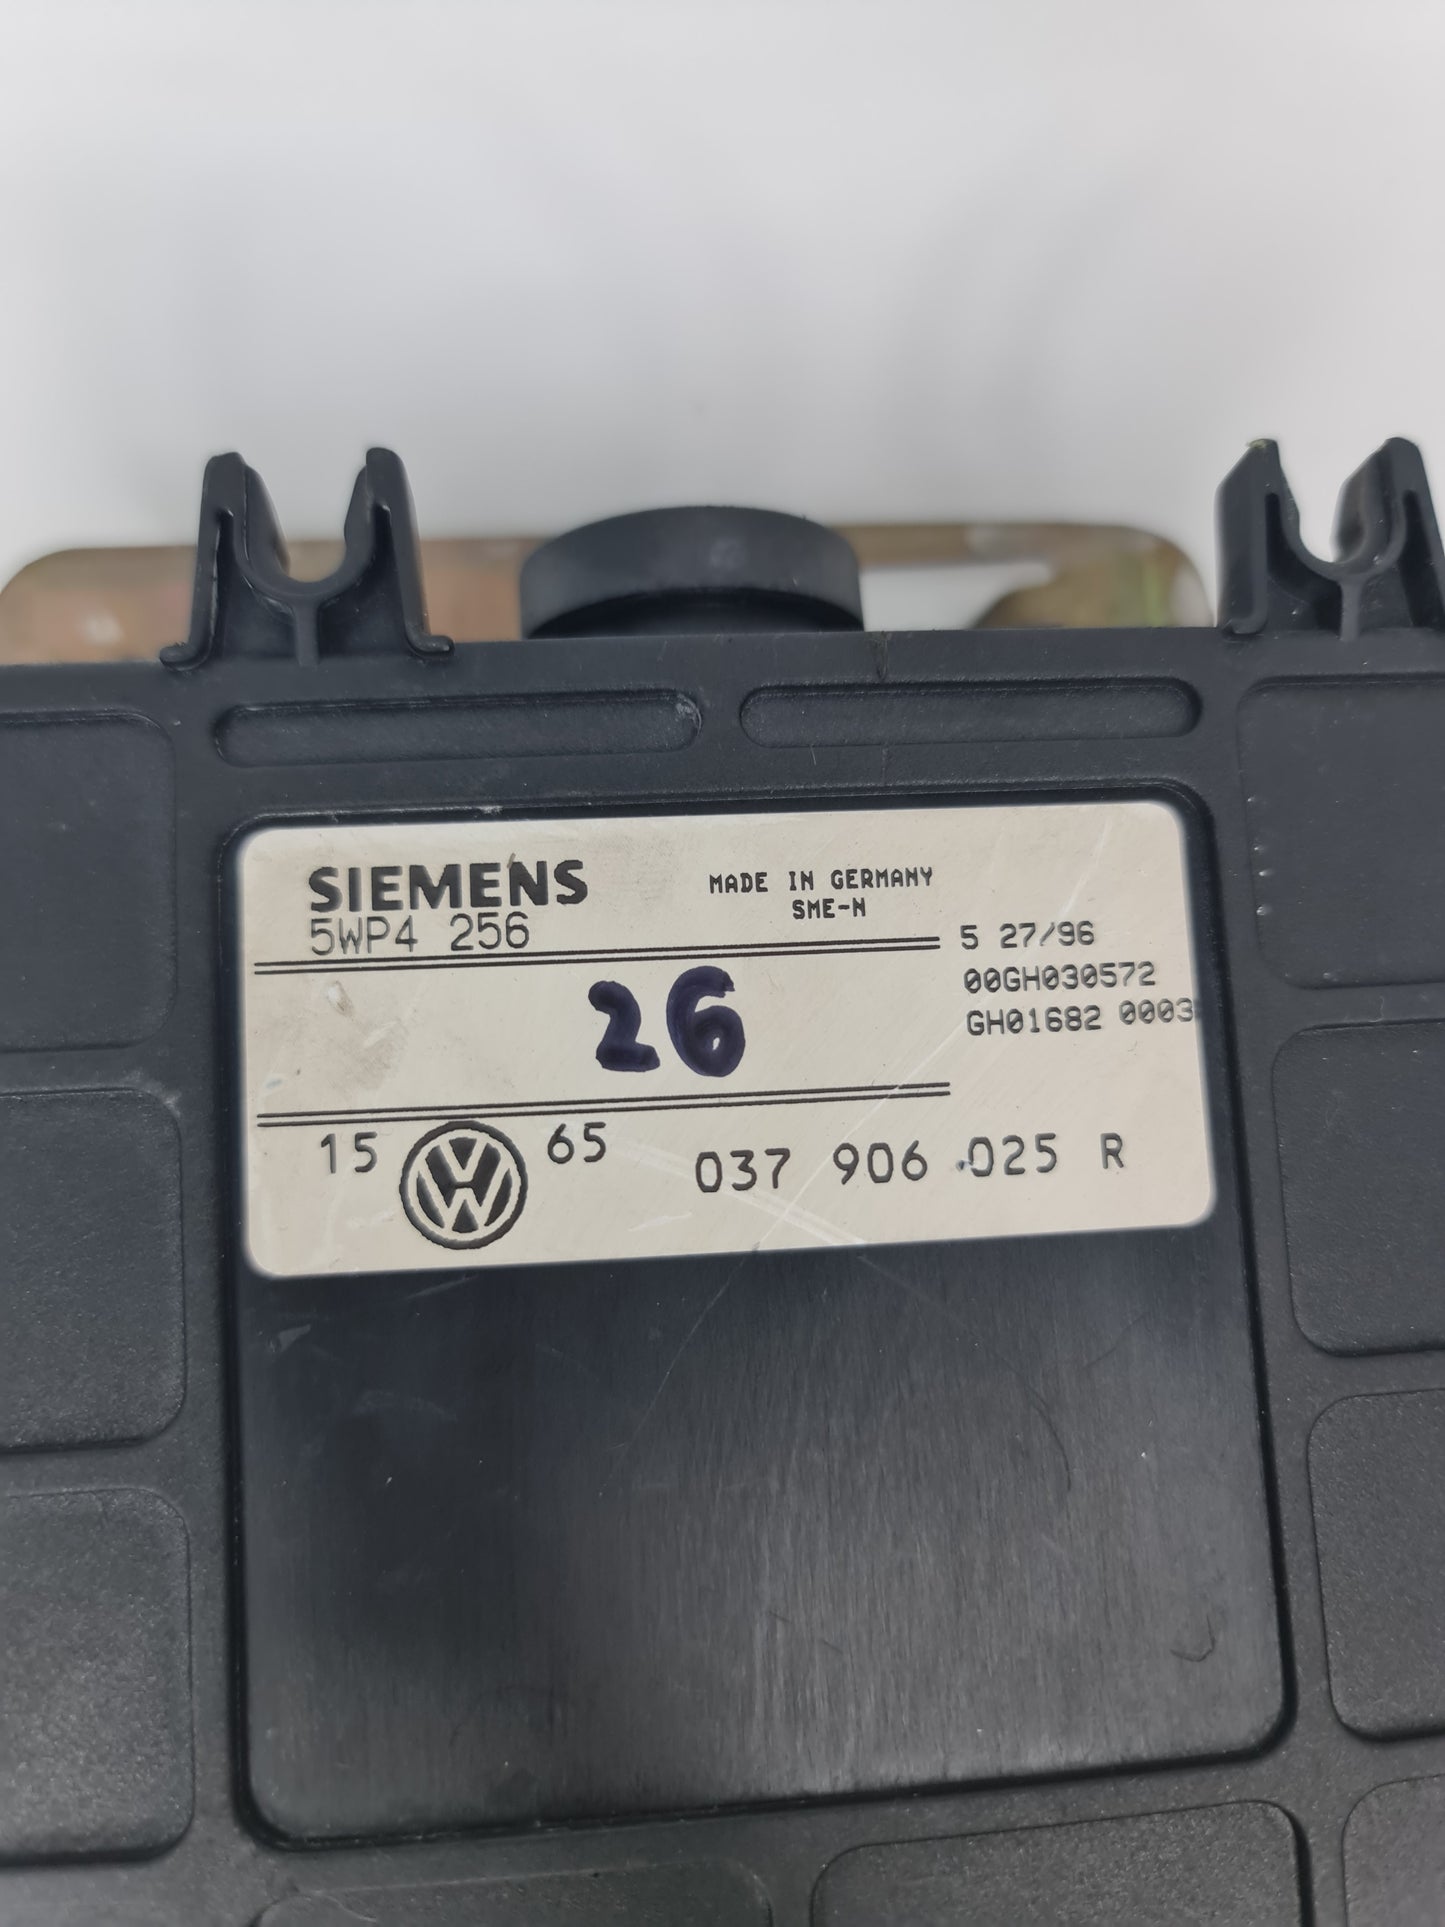 SIEMENS
5WP4 256
MADE IN GERMANY
SME-N
5 27/96
00GH030572
GH01682 0003
26
15 VW 65 037 906 025 R